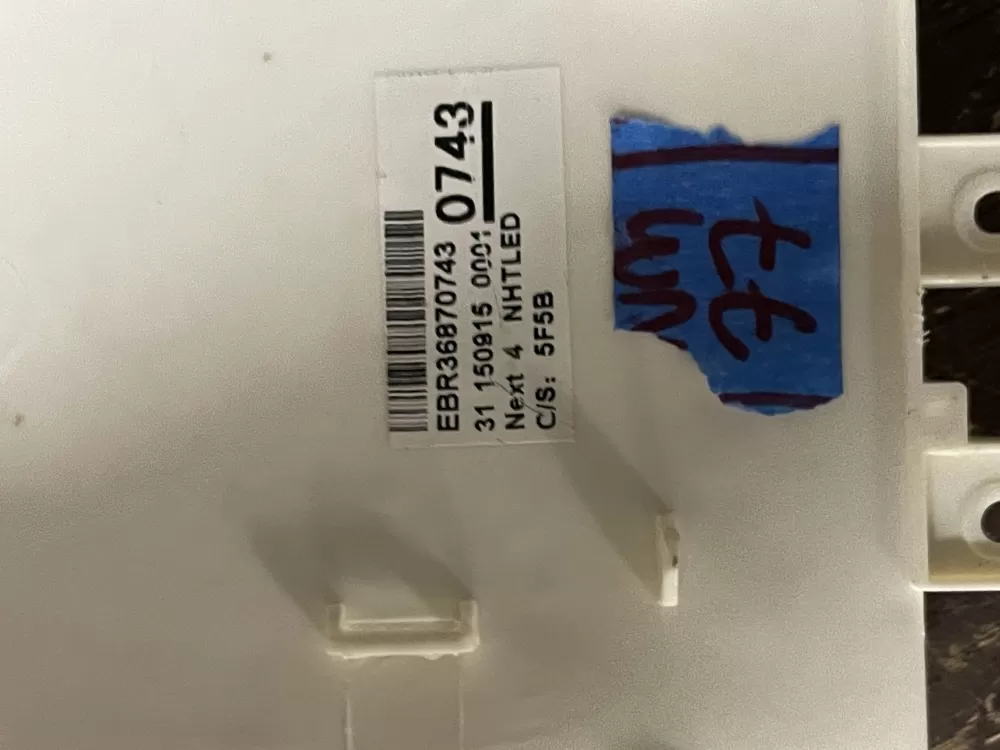 EBR36870743 0743
31 150915 0001
Next 4 NHTLED
C/S: 5F5B